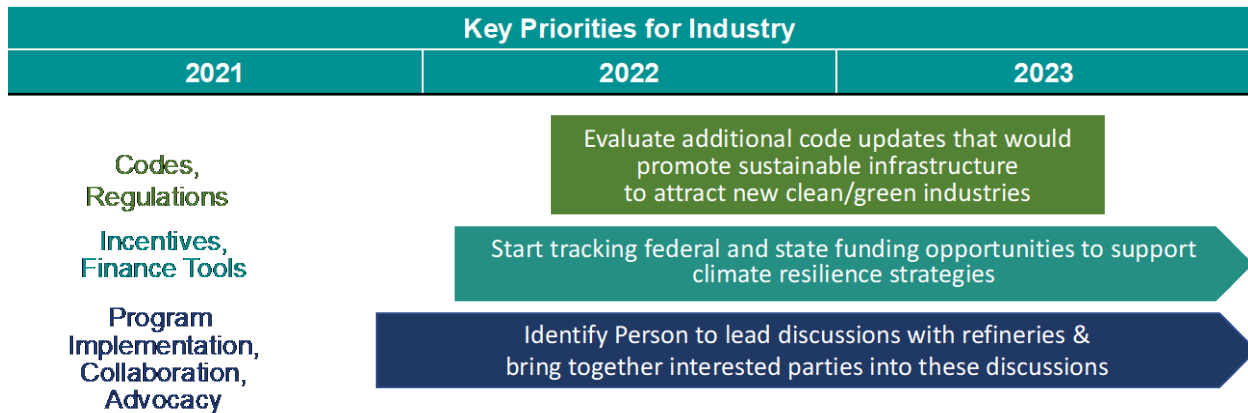 Key Priorities for Industry
2021 2022 2023
Codes,
Regulations
Evaluate additional code updates that would
promote sustainable infrastructure
to attract new clean/green industries
Incentives,
Finance Tools
Start tracking federal and state funding opportunities to support
climate resilience strategies
Program
Implementation,
Collaboration,
Advocacy
Identify Person to lead discussions with refineries &
bring together interested parties into these discussions